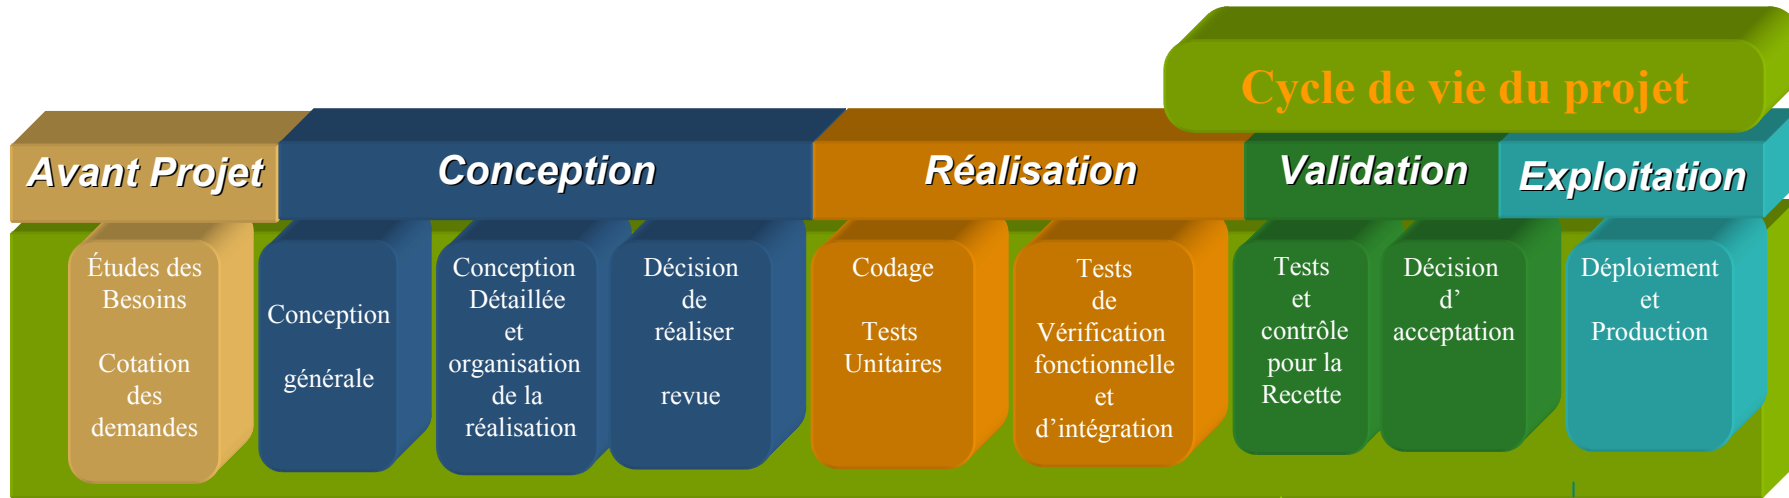 Cycle de vie du projet
Avant Projet
Conception
Réalisation
Validation
Exploitation
Études des
Besoins
Cotation
des
demandes
Conception
générale
Conception
Détaillée
et
organisation
de la
réalisation
Décision
de
réaliser
revue
Codage
Tests
Unitaires
Tests
de
Vérification
fonctionnelle
et
d’intégration
Tests
et
contrôle
pour la
Recette
Décision
d’
acceptation
Déploiement
et
Production